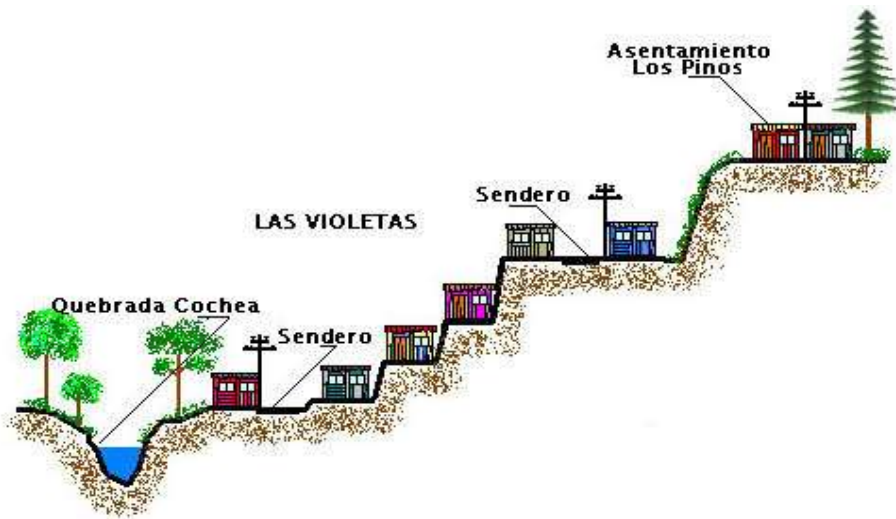 Asentamiento
Los Pinos
Sendero
LAS VIOLETAS
Quebrada Cochea
Sendero